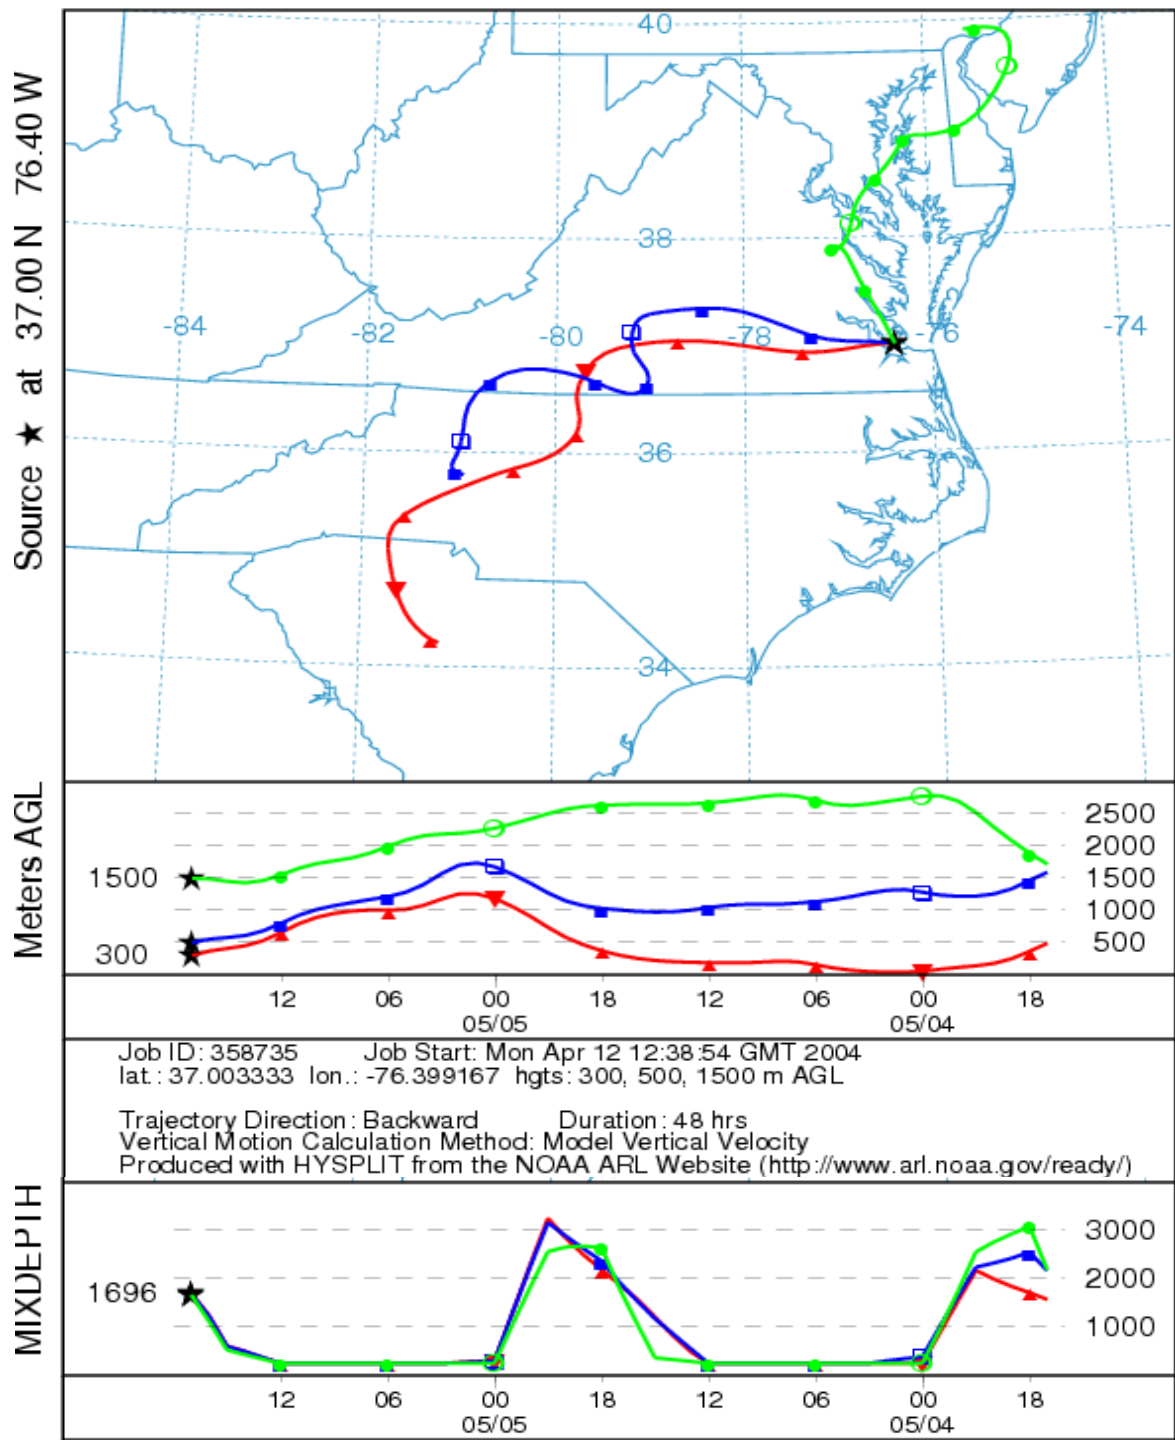 Source ★ at 37.00 N 76.40 W
40
38
-84
-82
-80
-78
-76
-74
36
34
Meters AGL
2500
2000
1500
1500
1000
500
300
12 06 00 18 12 06 00 18
05/05 05/04
Job ID: 358735 Job Start: Mon Apr 12 12:38:54 GMT 2004
lat.: 37.003333 lon.: -76.399167 hgts: 300, 500, 1500 m AGL
Trajectory Direction: Backward Duration: 48 hrs
Vertical Motion Calculation Method: Model Vertical Velocity
Produced with HYSPLIT from the NOAA ARL Website (http://www.arl.noaa.gov/ready/)
MIXDEPTH
3000
2000
1696
1000
12 06 00 18 12 06 00 18
05/05 05/04